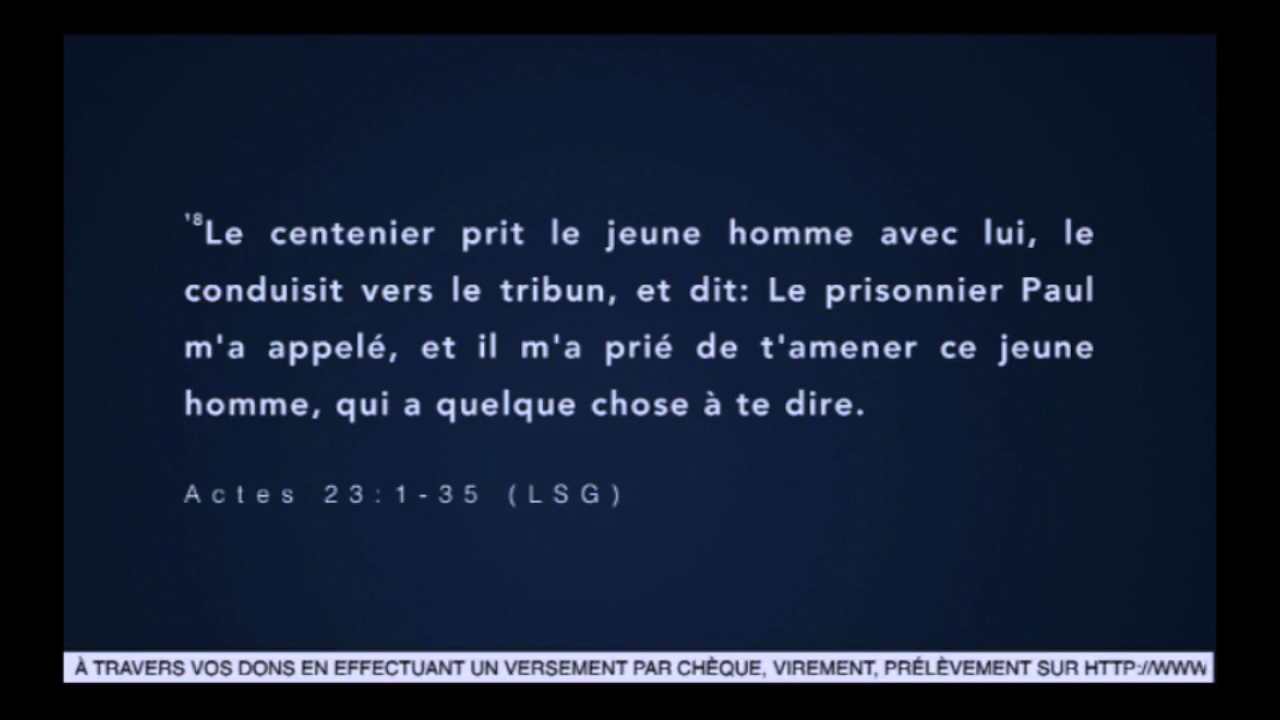 ¹⁸Le centenier prit le jeune homme avec lui, le
conduisit vers le tribun, et dit: Le prisonnier Paul
m'a appelé, et il m'a prié de t'amener ce jeune
homme, qui a quelque chose à te dire.
Actes 23:1-35 (LSG)
À TRAVERS VOS DONS EN EFFECTUANT UN VERSEMENT PAR CHÈQUE, VIREMENT, PRÉLÈVEMENT SUR HTTP://WWW